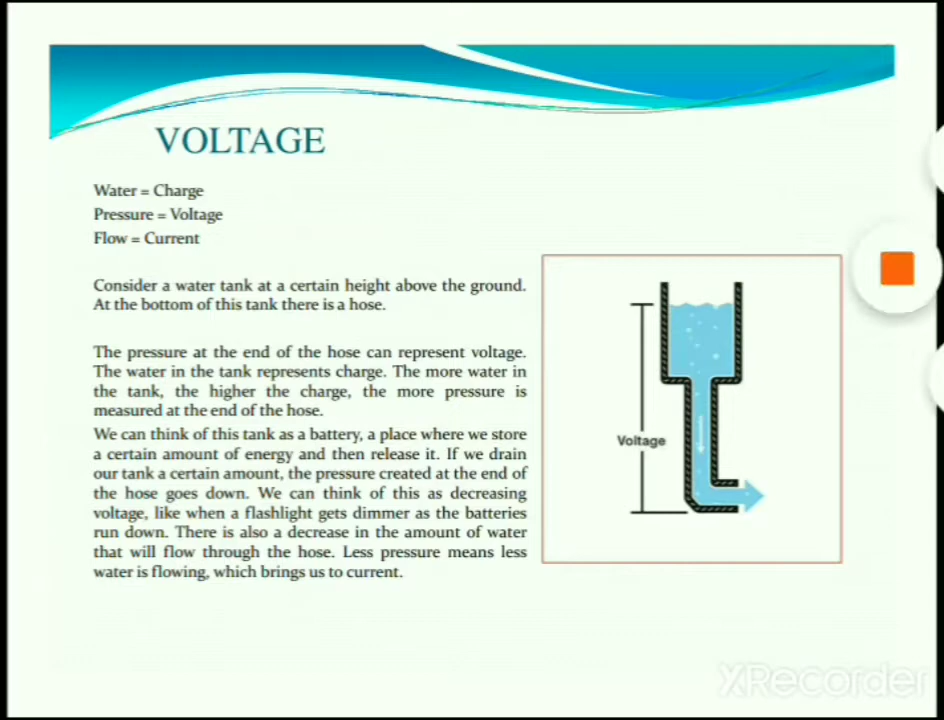 VOLTAGE
Water = Charge
Pressure = Voltage
Flow = Current
Consider a water tank at a certain height above the ground.
At the bottom of this tank there is a hose.
The pressure at the end of the hose can represent voltage.
The water in the tank represents charge. The more water in
the tank, the higher the charge, the more pressure is
measured at the end of the hose.
We can think of this tank as a battery, a place where we store
a certain amount of energy and then release it. If we drain
our tank a certain amount, the pressure created at the end of
the hose goes down. We can think of this as decreasing
voltage, like when a flashlight gets dimmer as the batteries
run down. There is also a decrease in the amount of water
that will flow through the hose. Less pressure means less
water is flowing, which brings us to current.
Voltage
XRecorder